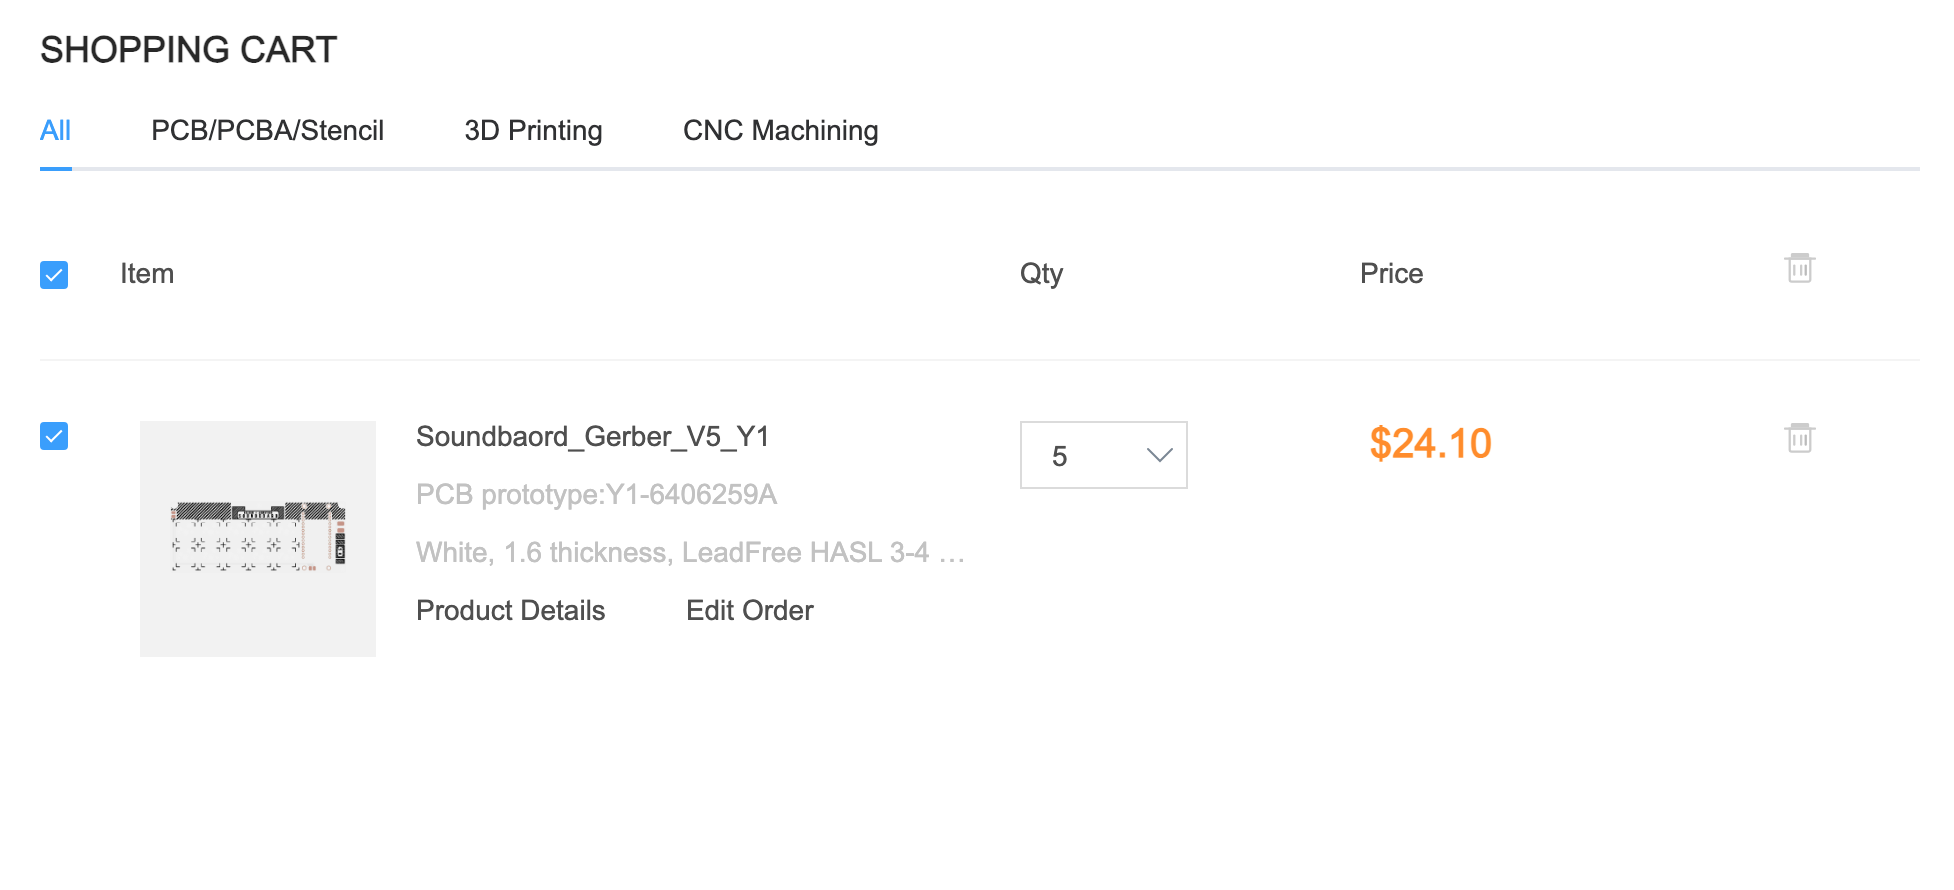 SHOPPING CART
All PCB/PCBA/Stencil 3D Printing CNC Machining
Item Qty Price
Soundbaord_Gerber_V5_Y1 5 $24.10
PCB prototype:Y1-6406259A
White, 1.6 thickness, LeadFree HASL 3-4 …
Product Details Edit Order